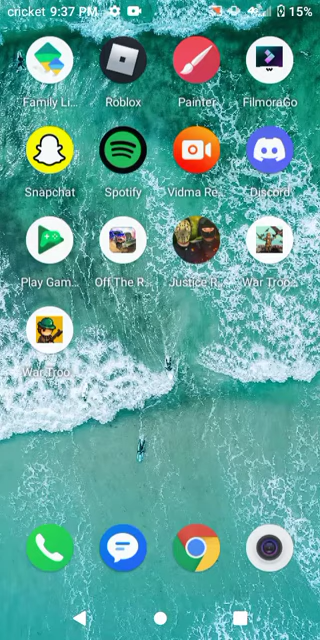 cricket 9:37 PM 15%
Family Li… Roblox Painter FilmoraGo
Snapchat Spotify Vidma Re… Discord
Play Gam… Off The R… Justice R… War Troo…
War Troo…